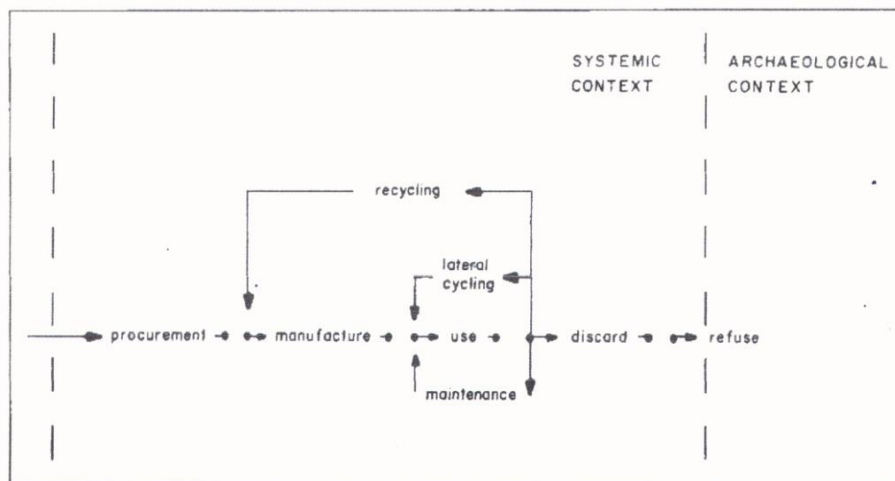 SYSTEMIC
CONTEXT
ARCHAEOLOGICAL
CONTEXT
recycling
lateral
cycling
procurement
manufacture
use
discard
refuse
maintenance